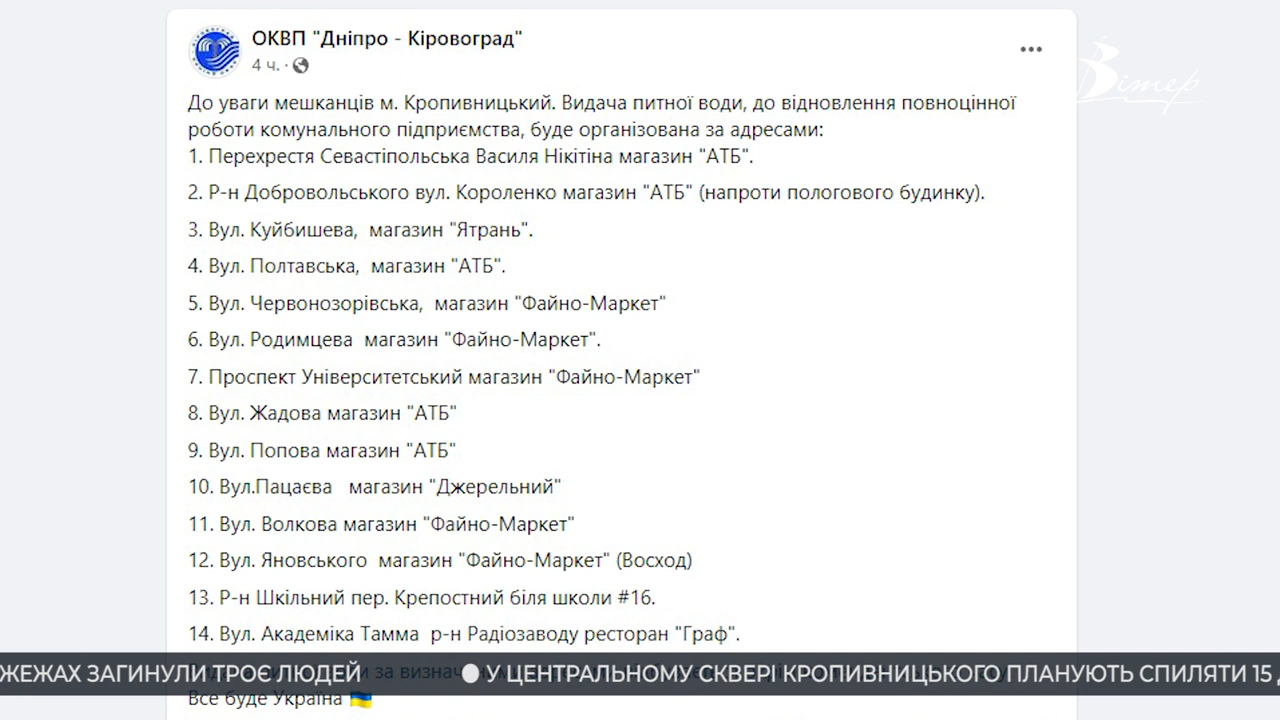 ОКВП "Дніпро - Кіровоград"
4 ч. ·
Вітер
До уваги мешканців м. Кропивницький. Видача питної води, до відновлення повноцінної
роботи комунального підприємства, буде організована за адресами:
1. Перехрестя Севастіпольська Василя Нікітіна магазин "АТБ".
2. Р-н Добровольського вул. Короленко магазин "АТБ" (напроти пологового будинку).
3. Вул. Куйбишева,  магазин "Ятрань".
4. Вул. Полтавська,  магазин "АТБ".
5. Вул. Червонозорівська,  магазин "Файно-Маркет"
6. Вул. Родимцева  магазин "Файно-Маркет".
7. Проспект Університетський магазин "Файно-Маркет"
8. Вул. Жадова магазин "АТБ"
9. Вул. Попова магазин "АТБ"
10. Вул.Пацаєва   магазин "Джерельний"
11. Вул. Волкова магазин "Файно-Маркет"
12. Вул. Яновського  магазин "Файно-Маркет" (Восход)
13. Р-н Шкільний пер. Крепостний біля школи #16.
14. Вул. Академіка Тамма  р-н Радіозаводу ресторан "Граф".
ЖЕЖАХ ЗАГИНУЛИ ТРОЄ ЛЮДЕЙ ● У ЦЕНТРАЛЬНОМУ СКВЕРІ КРОПИВНИЦЬКОГО ПЛАНУЮТЬ СПИЛЯТИ 15
Все буде Україна 🇺🇦